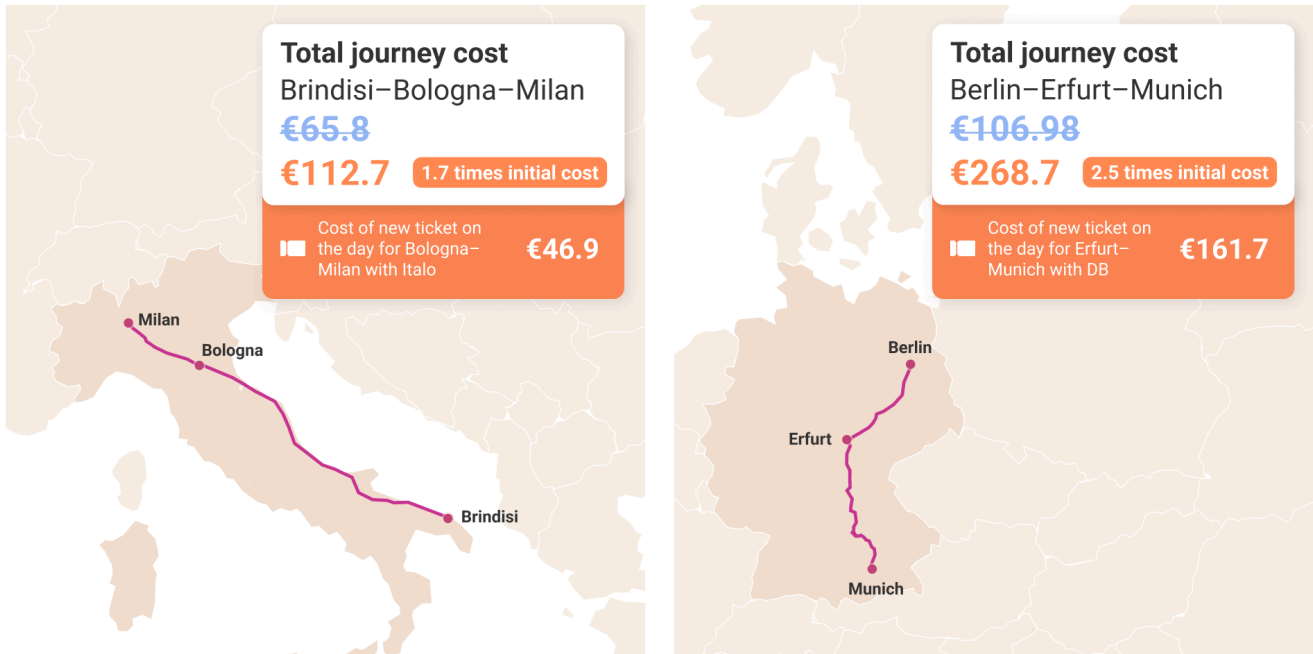 Total journey cost
Brindisi–Bologna–Milan
€65.8
€112.7
1.7 times initial cost
Cost of new ticket on
the day for Bologna–
Milan with Italo
€46.9
Milan
Bologna
Brindisi
Total journey cost
Berlin–Erfurt–Munich
€106.98
€268.7
2.5 times initial cost
Cost of new ticket on
the day for Erfurt–
Munich with DB
€161.7
Berlin
Erfurt
Munich